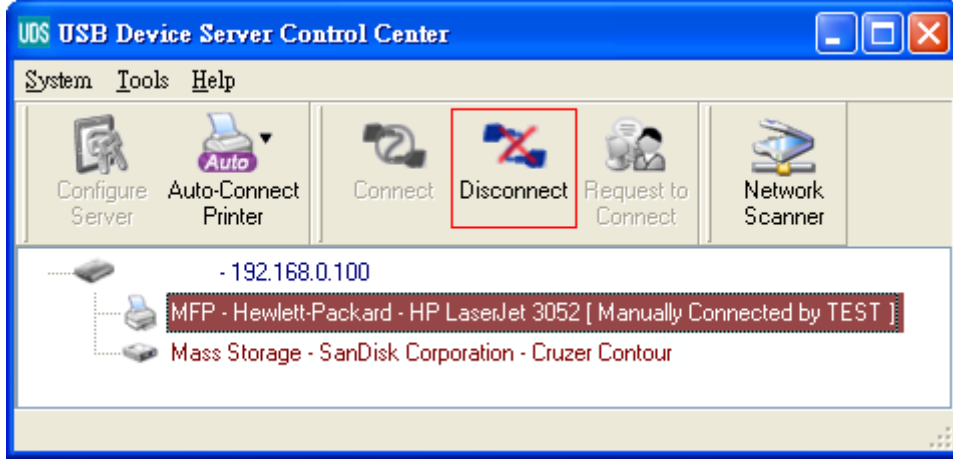 UDS USB Device Server Control Center
System Tools Help
Auto
Configure Server
Auto-Connect Printer
Connect
Disconnect
Request to Connect
Network Scanner
- 192.168.0.100
MFP - Hewlett-Packard - HP LaserJet 3052 [ Manually Connected by TEST ]
Mass Storage - SanDisk Corporation - Cruzer Contour